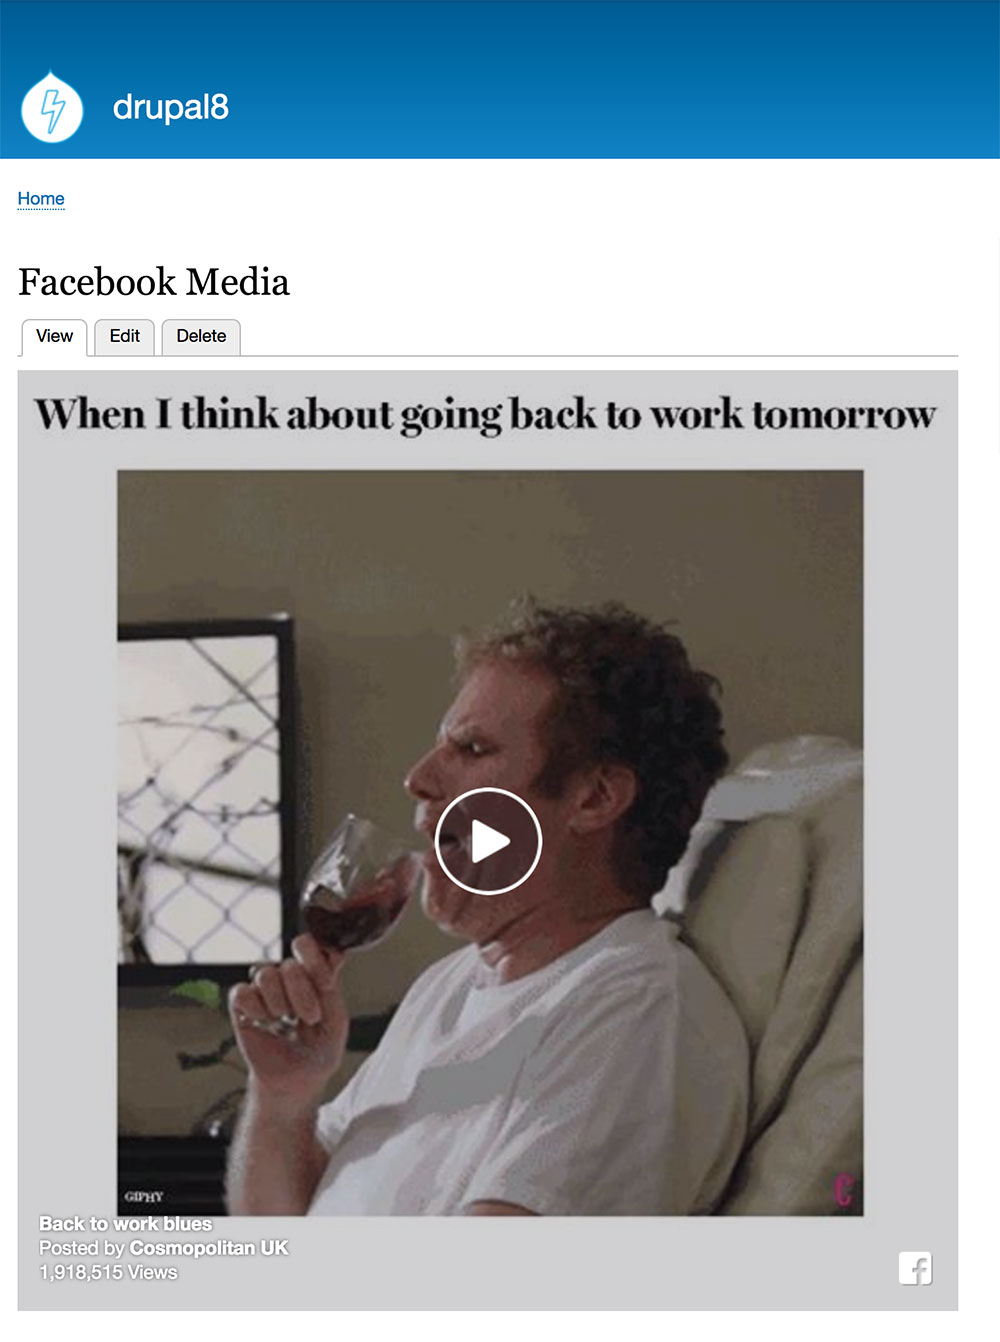 drupal8
Home
Facebook Media
View Edit Delete
When I think about going back to work tomorrow
GIPHY
C
Back to work blues
Posted by Cosmopolitan UK
1,918,515 Views
f